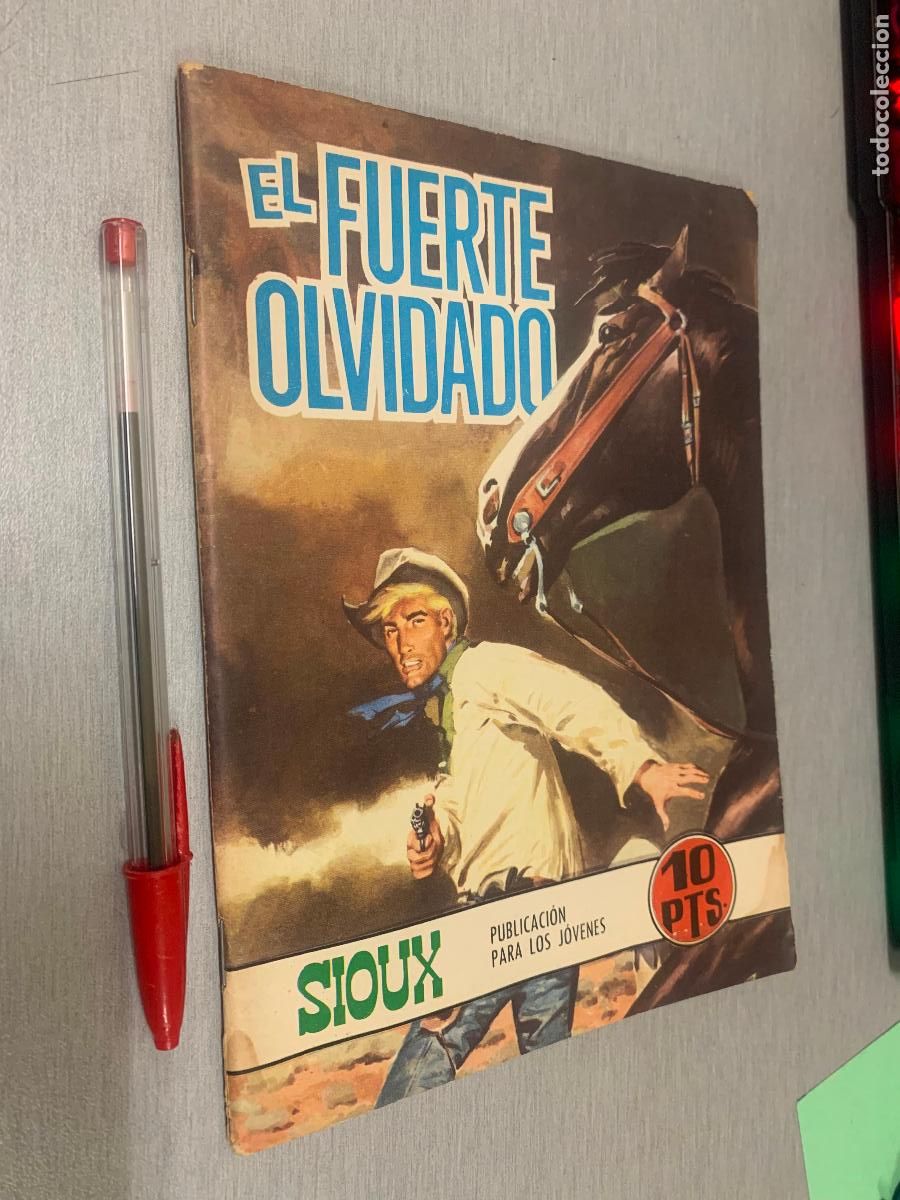 EL FUERTE
OLVIDADO
SIOUX
PUBLICACIÓN
PARA LOS JÓVENES
10
PTS.
todocoleccion